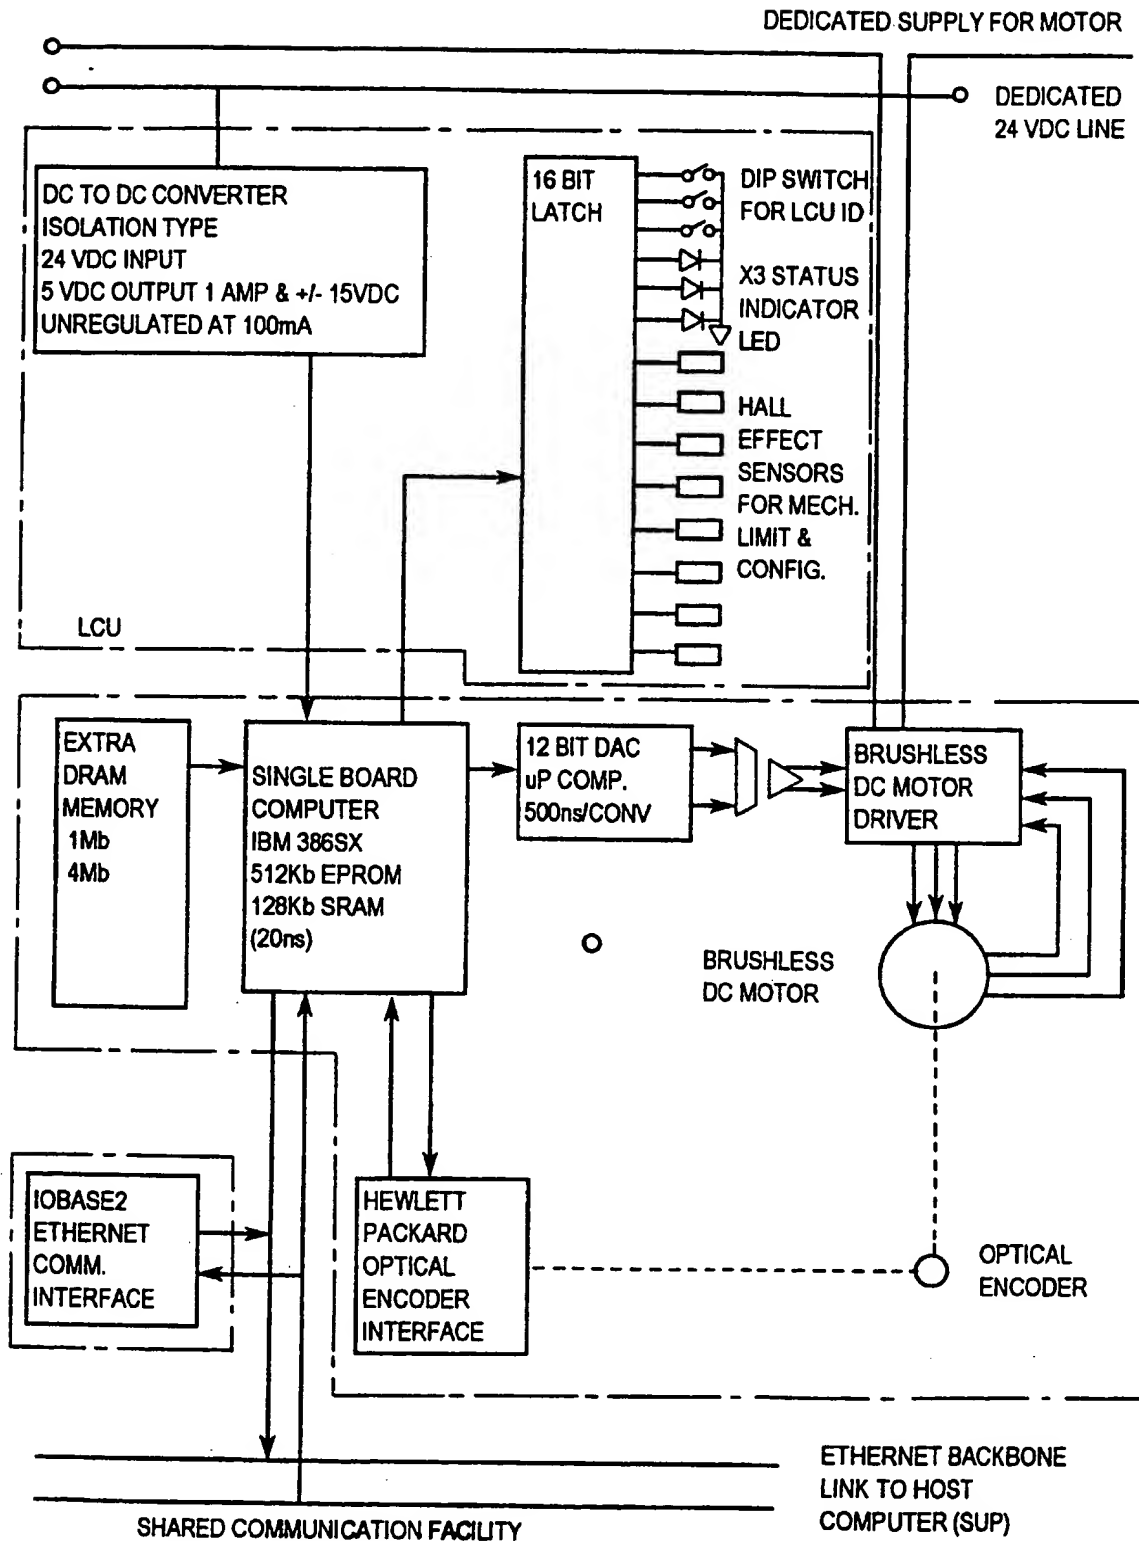 DEDICATED SUPPLY FOR MOTOR
DEDICATED
24 VDC LINE
DC TO DC CONVERTER
ISOLATION TYPE
24 VDC INPUT
5 VDC OUTPUT 1 AMP & +/- 15VDC
UNREGULATED AT 100mA
16 BIT
LATCH
DIP SWITCH
FOR LCU ID
X3 STATUS
INDICATOR
LED
HALL
EFFECT
SENSORS
FOR MECH.
LIMIT &
CONFIG.
LCU
EXTRA
DRAM
MEMORY
1Mb
4Mb
SINGLE BOARD
COMPUTER
IBM 386SX
512Kb EPROM
128Kb SRAM
(20ns)
12 BIT DAC
uP COMP.
500ns/CONV
BRUSHLESS
DC MOTOR
DRIVER
BRUSHLESS
DC MOTOR
IOBASE2
ETHERNET
COMM.
INTERFACE
HEWLETT
PACKARD
OPTICAL
ENCODER
INTERFACE
OPTICAL
ENCODER
ETHERNET BACKBONE
LINK TO HOST
COMPUTER (SUP)
SHARED COMMUNICATION FACILITY